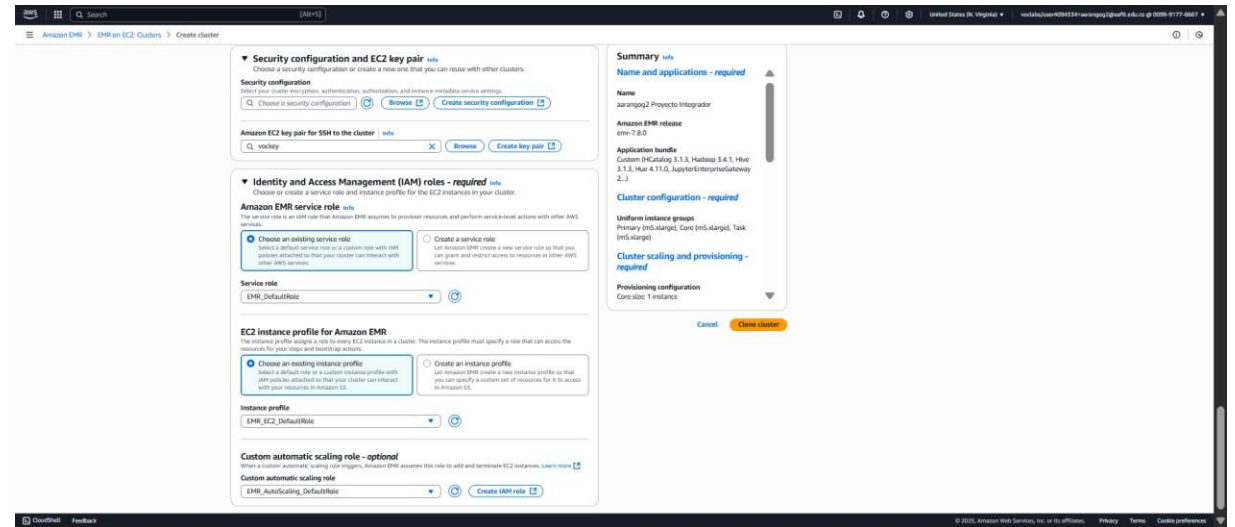 aws
Search
[Alt+S]
United States (N. Virginia)
Amazon EMR > EMR on EC2: Clusters > Create cluster
Security configuration and EC2 key pair Info
Choose a security configuration or create a new one that you can reuse with other clusters.
Security configuration
Select your cluster encryption, authentication, authorization, and instance metadata service settings.
Choose a security configuration
Browse
Create security configuration
Amazon EC2 key pair for SSH to the cluster Info
vockey
Browse
Create key pair
Identity and Access Management (IAM) roles - required Info
Choose or create a service role and instance profile for the EC2 instances in your cluster.
Amazon EMR service role Info
The service role is an IAM role that Amazon EMR assumes to provision resources and perform service-level actions with other AWS
services.
Choose an existing service role
Select a default service role or a custom role with IAM
policies attached so that your cluster can interact with
other AWS services.
Create a service role
Let Amazon EMR create a new service role so that you
can grant and restrict access to resources in other AWS
services.
Service role
EMR_DefaultRole
EC2 instance profile for Amazon EMR
The instance profile assigns a role to every EC2 instance in a cluster. The instance profile must specify a role that can access the
resources for your steps and bootstrap actions.
Choose an existing instance profile
Select a default role or a custom instance profile with
IAM policies attached so that your cluster can interact
with your resources in Amazon S3.
Create an instance profile
Let Amazon EMR create a new instance profile so that
you can specify a custom set of resources for it to access
in Amazon S3.
Instance profile
EMR_EC2_DefaultRole
Custom automatic scaling role - optional
When a custom automatic scaling rule triggers, Amazon EMR assumes this role to add and terminate EC2 instances. Learn more
Custom automatic scaling role
EMR_AutoScaling_DefaultRole
Create IAM role
Summary Info
Name and applications - required
Name
aarangog2 Proyecto Integrador
Amazon EMR release
emr-7.8.0
Application bundle
Custom (HCatalog 3.1.3, Hadoop 3.4.1, Hive
3.1.3, Hue 4.11.0, JupyterEnterpriseGateway
2...)
Cluster configuration - required
Uniform instance groups
Primary (m5.xlarge), Core (m5.xlarge), Task
(m5.xlarge)
Cluster scaling and provisioning -
required
Provisioning configuration
Core size: 1 instance
Cancel
Clone cluster
CloudShell
Feedback
© 2025, Amazon Web Services, Inc. or its affiliates.
Privacy
Terms
Cookie preferences